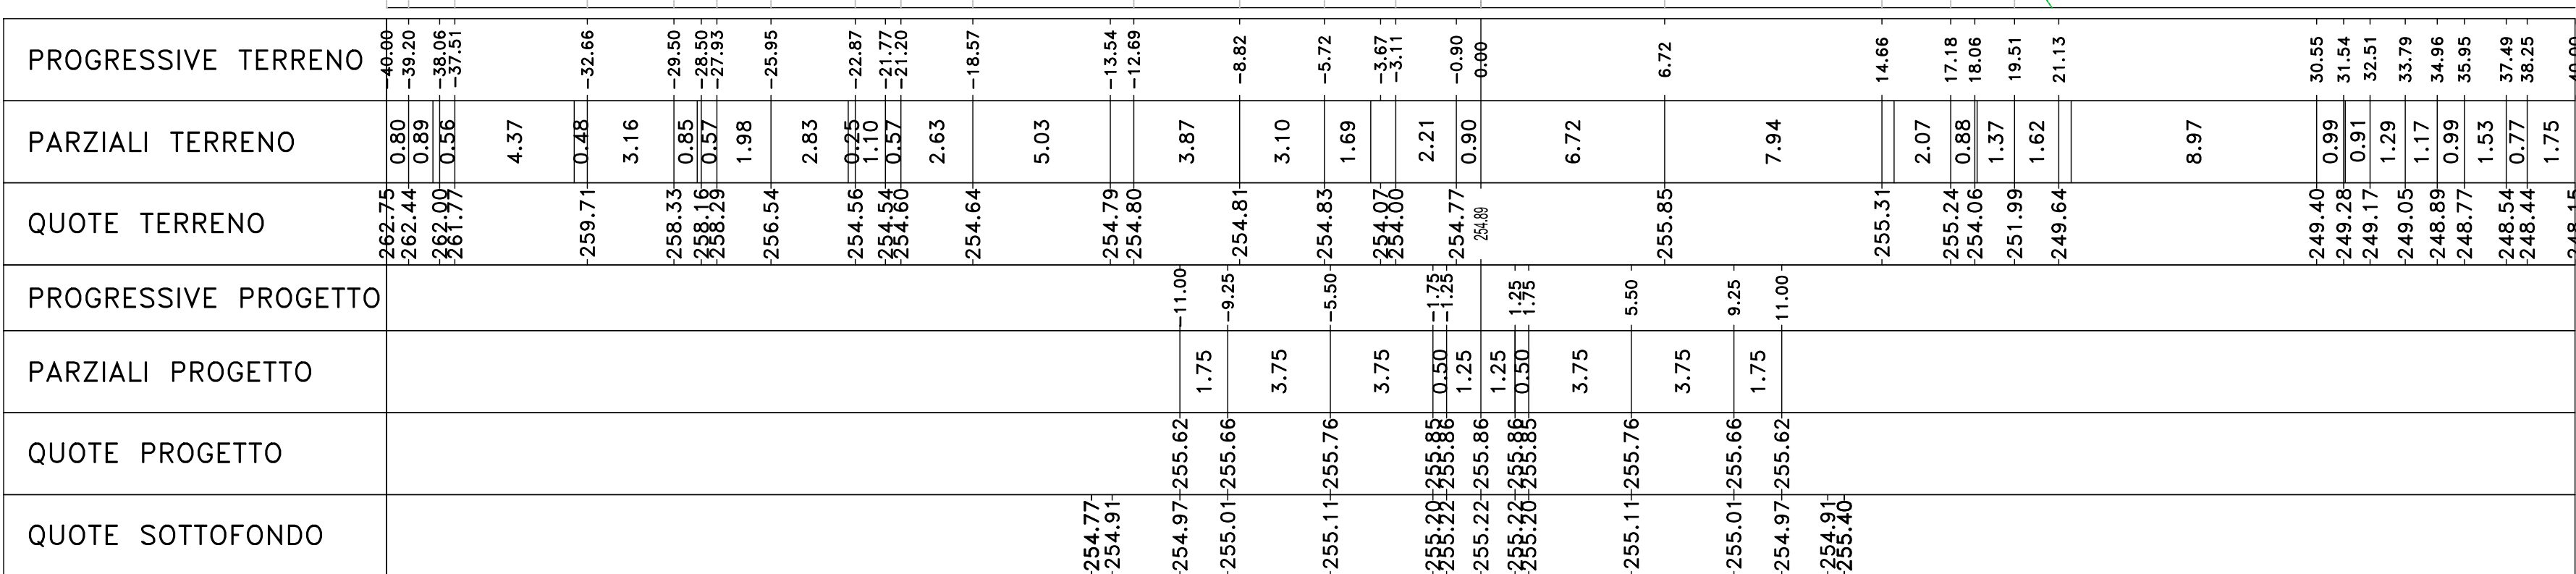 PROGRESSIVE TERRENO -40.00 -39.20 -38.06 -37.51 -32.66 -29.50 -28.50 -27.93 -25.95 -22.87 -21.77 -21.20 -18.57 -13.54 -12.69 -8.82 -5.72 -3.67 -3.11 -0.90 0.00 6.72 14.66 17.18 18.06 19.51 21.13 30.55 31.54 32.51 33.79 34.96 35.95 37.49 38.25
PARZIALI TERRENO 0.80 0.89 0.56 4.37 0.48 3.16 0.85 0.57 1.98 2.83 0.25 1.10 0.57 2.63 5.03 3.87 3.10 1.69 2.21 0.90 6.72 7.94 2.07 0.88 1.37 1.62 8.97 0.99 0.91 1.29 1.17 0.99 1.53 0.77 1.75
QUOTE TERRENO 262.75 262.44 262.00 261.77 259.71 258.33 258.16 258.29 256.54 254.56 254.54 254.60 254.64 254.79 254.80 254.81 254.83 254.07 254.00 254.77 254.89 255.85 255.31 255.24 254.06 251.99 249.64 249.40 249.28 249.17 249.05 248.89 248.77 248.54 248.44
PROGRESSIVE PROGETTO -11.00 -9.25 -5.50 -1.75 -1.25 1.25 1.75 5.50 9.25 11.00
PARZIALI PROGETTO 1.75 3.75 3.75 0.50 1.25 1.25 0.50 3.75 3.75 1.75
QUOTE PROGETTO 255.62 255.66 255.76 255.85 255.86 255.86 255.86 255.85 255.76 255.66 255.62
QUOTE SOTTOFONDO 254.77 254.91 254.97 255.01 255.11 255.20 255.22 255.22 255.22 255.20 255.11 255.01 254.97 254.91 255.40